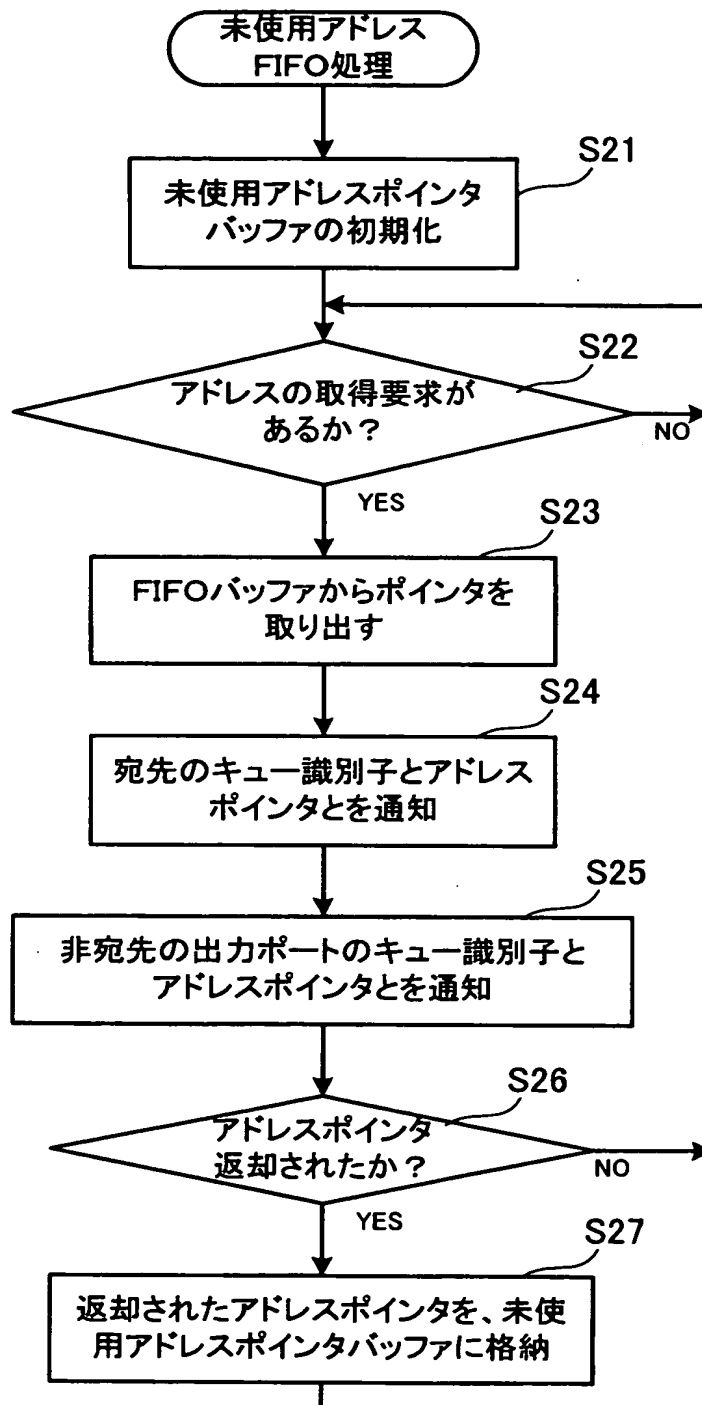 未使用アドレス
FIFO処理
S21
未使用アドレスポインタ
バッファの初期化
S22
アドレスの取得要求が
あるか？
NO
YES
S23
FIFOバッファからポインタを
取り出す
S24
宛先のキュー識別子とアドレス
ポインタとを通知
S25
非宛先の出力ポートのキュー識別子と
アドレスポインタとを通知
S26
アドレスポインタ
返却されたか？
NO
YES
S27
返却されたアドレスポインタを、未使
用アドレスポインタバッファに格納